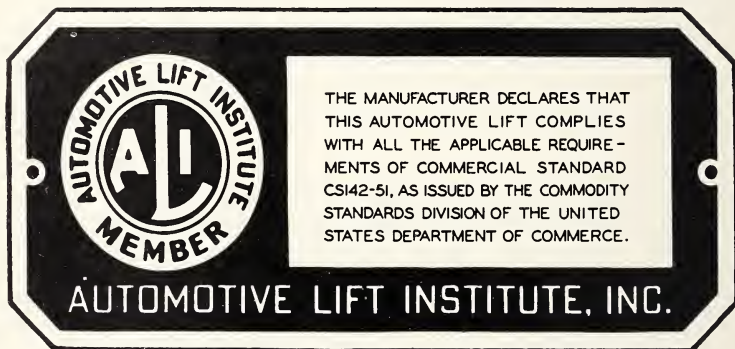 AUTOMOTIVE LIFT INSTITUTE
ALI
MEMBER
THE MANUFACTURER DECLARES THAT
THIS AUTOMOTIVE LIFT COMPLIES
WITH ALL THE APPLICABLE REQUIRE-
MENTS OF COMMERCIAL STANDARD
CS142-51, AS ISSUED BY THE COMMODITY
STANDARDS DIVISION OF THE UNITED
STATES DEPARTMENT OF COMMERCE.
AUTOMOTIVE LIFT INSTITUTE, INC.